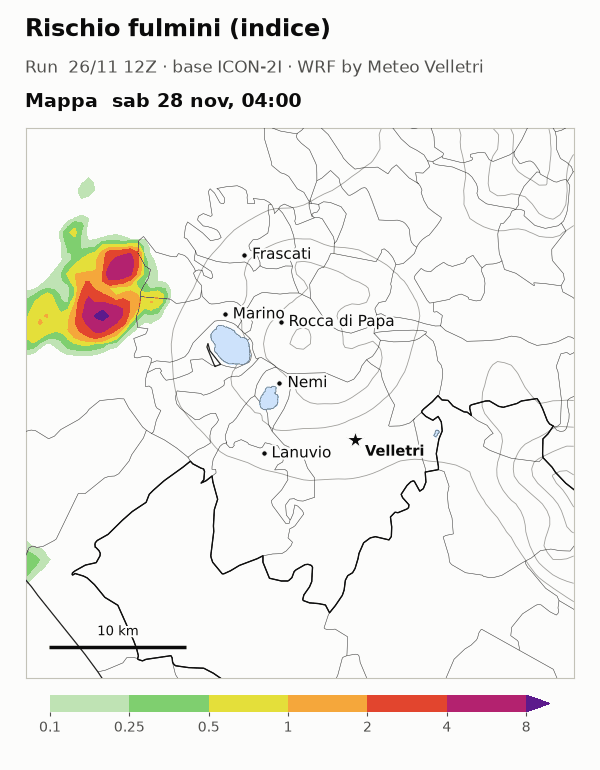 Rischio fulmini (indice)
Run  26/11 12Z · base ICON-2I · WRF by Meteo Velletri
Mappa  sab 28 nov, 04:00
Frascati
Marino
Rocca di Papa
Nemi
Velletri
Lanuvio
10 km
0.1 0.25 0.5 1 2 4 8